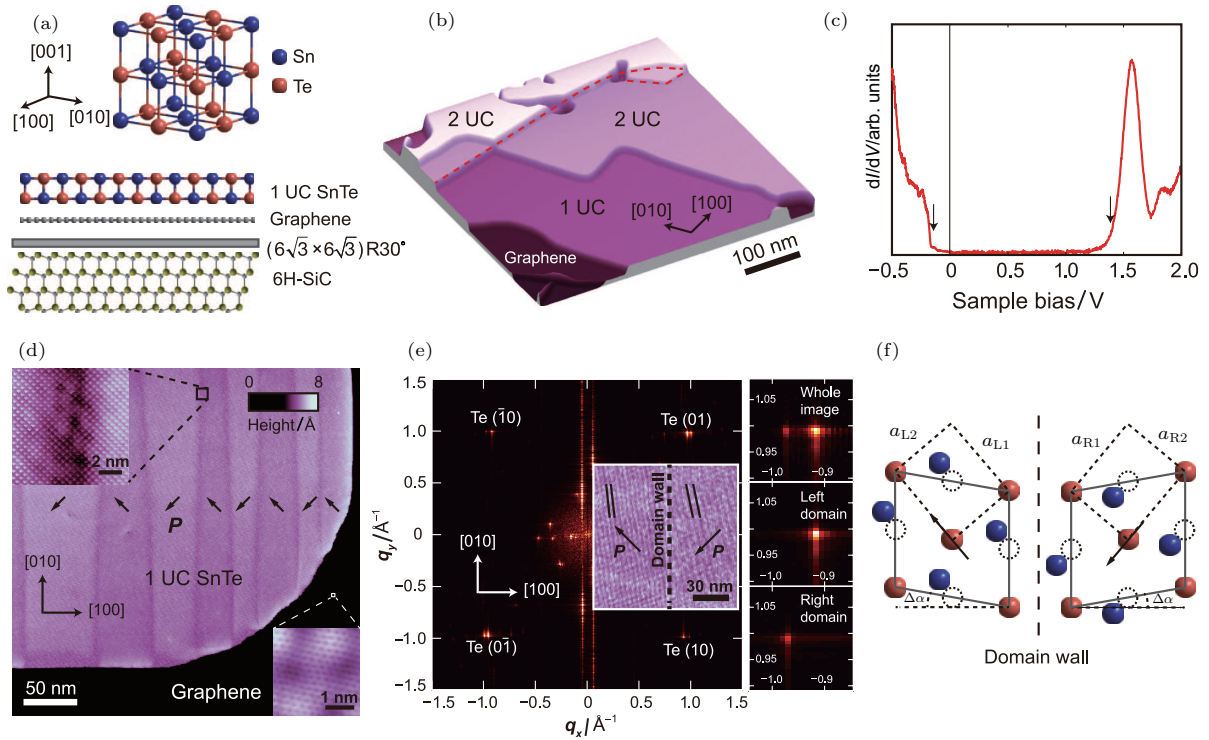 (a)
[001]
[100]
[010]
Sn
Te
1 UC SnTe
Graphene
(6√3×6√3)R30°
6H-SiC
(b)
2 UC
2 UC
1 UC
[010]
[100]
Graphene
100 nm
(c)
dI/dV/arb. units
−0.5 0 0.5 1.0 1.5 2.0
Sample bias/V
(d)
2 nm
0 8
Height/Å
P
[010]
1 UC SnTe
[100]
50 nm
Graphene
1 nm
(e)
qy/Å−1
1.5
1.0
0.5
0
−0.5
−1.0
−1.5
Te (1̄0)
Te (01)
Te (01̄)
Te (10)
[010]
[100]
Domain wall
P
P
30 nm
−1.5 −1.0 −0.5 0 0.5 1.0 1.5
qx/Å−1
Whole image
1.05
0.95
−1.0 −0.9
Left domain
1.05
0.95
−1.0 −0.9
Right domain
1.05
0.95
−1.0 −0.9
(f)
aL2
aL1
aR1
aR2
Δα
Δα
Domain wall